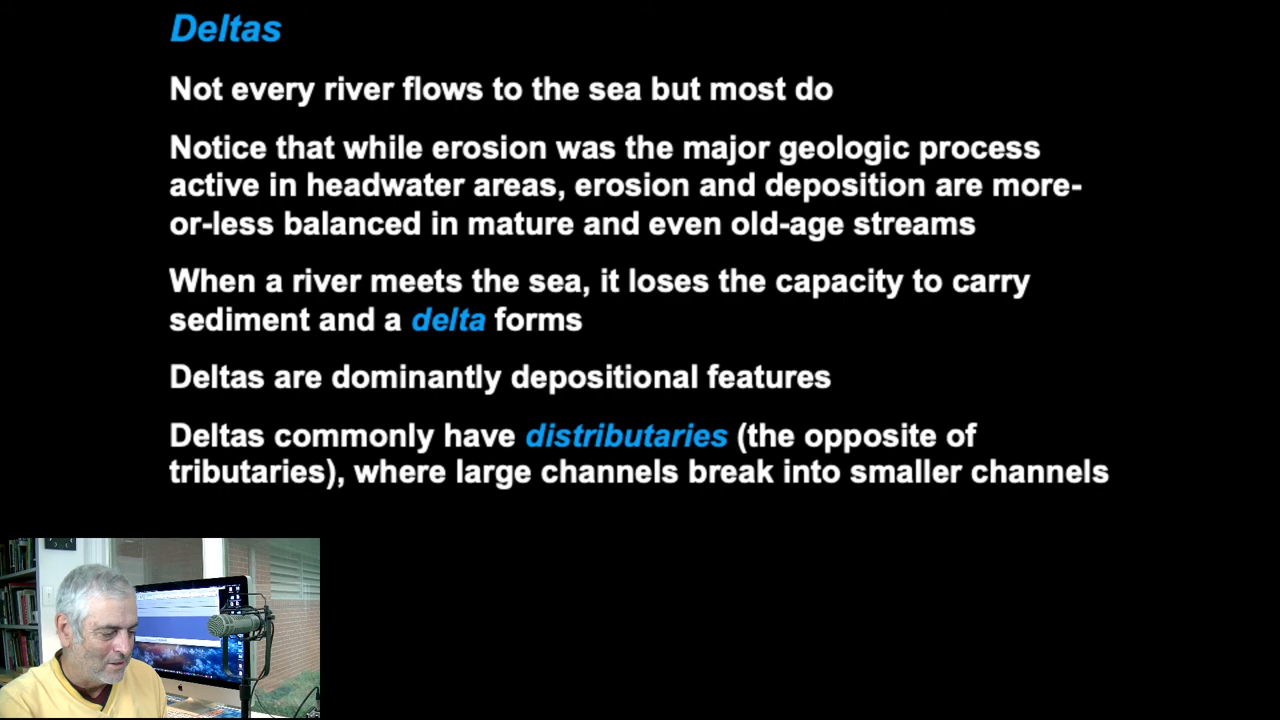 Deltas
Not every river flows to the sea but most do
Notice that while erosion was the major geologic process
active in headwater areas, erosion and deposition are more-
or-less balanced in mature and even old-age streams
When a river meets the sea, it loses the capacity to carry
sediment and a delta forms
Deltas are dominantly depositional features
Deltas commonly have distributaries (the opposite of
tributaries), where large channels break into smaller channels